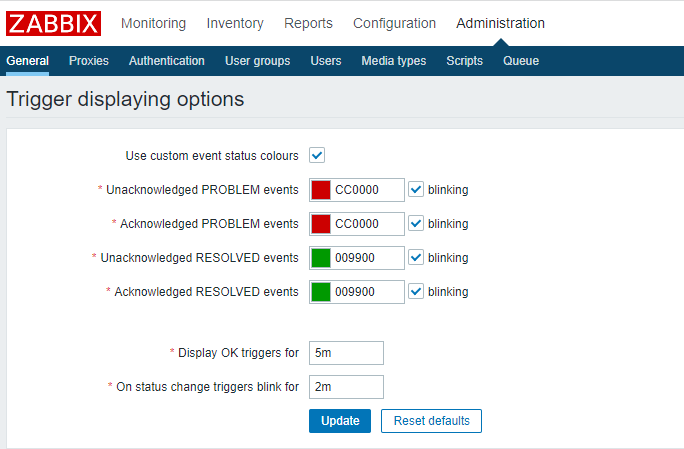 ZABBIX Monitoring Inventory Reports Configuration Administration
General Proxies Authentication User groups Users Media types Scripts Queue
Trigger displaying options
Use custom event status colours
* Unacknowledged PROBLEM events CC0000 blinking
* Acknowledged PROBLEM events CC0000 blinking
* Unacknowledged RESOLVED events 009900 blinking
* Acknowledged RESOLVED events 009900 blinking
* Display OK triggers for 5m
* On status change triggers blink for 2m
Update Reset defaults